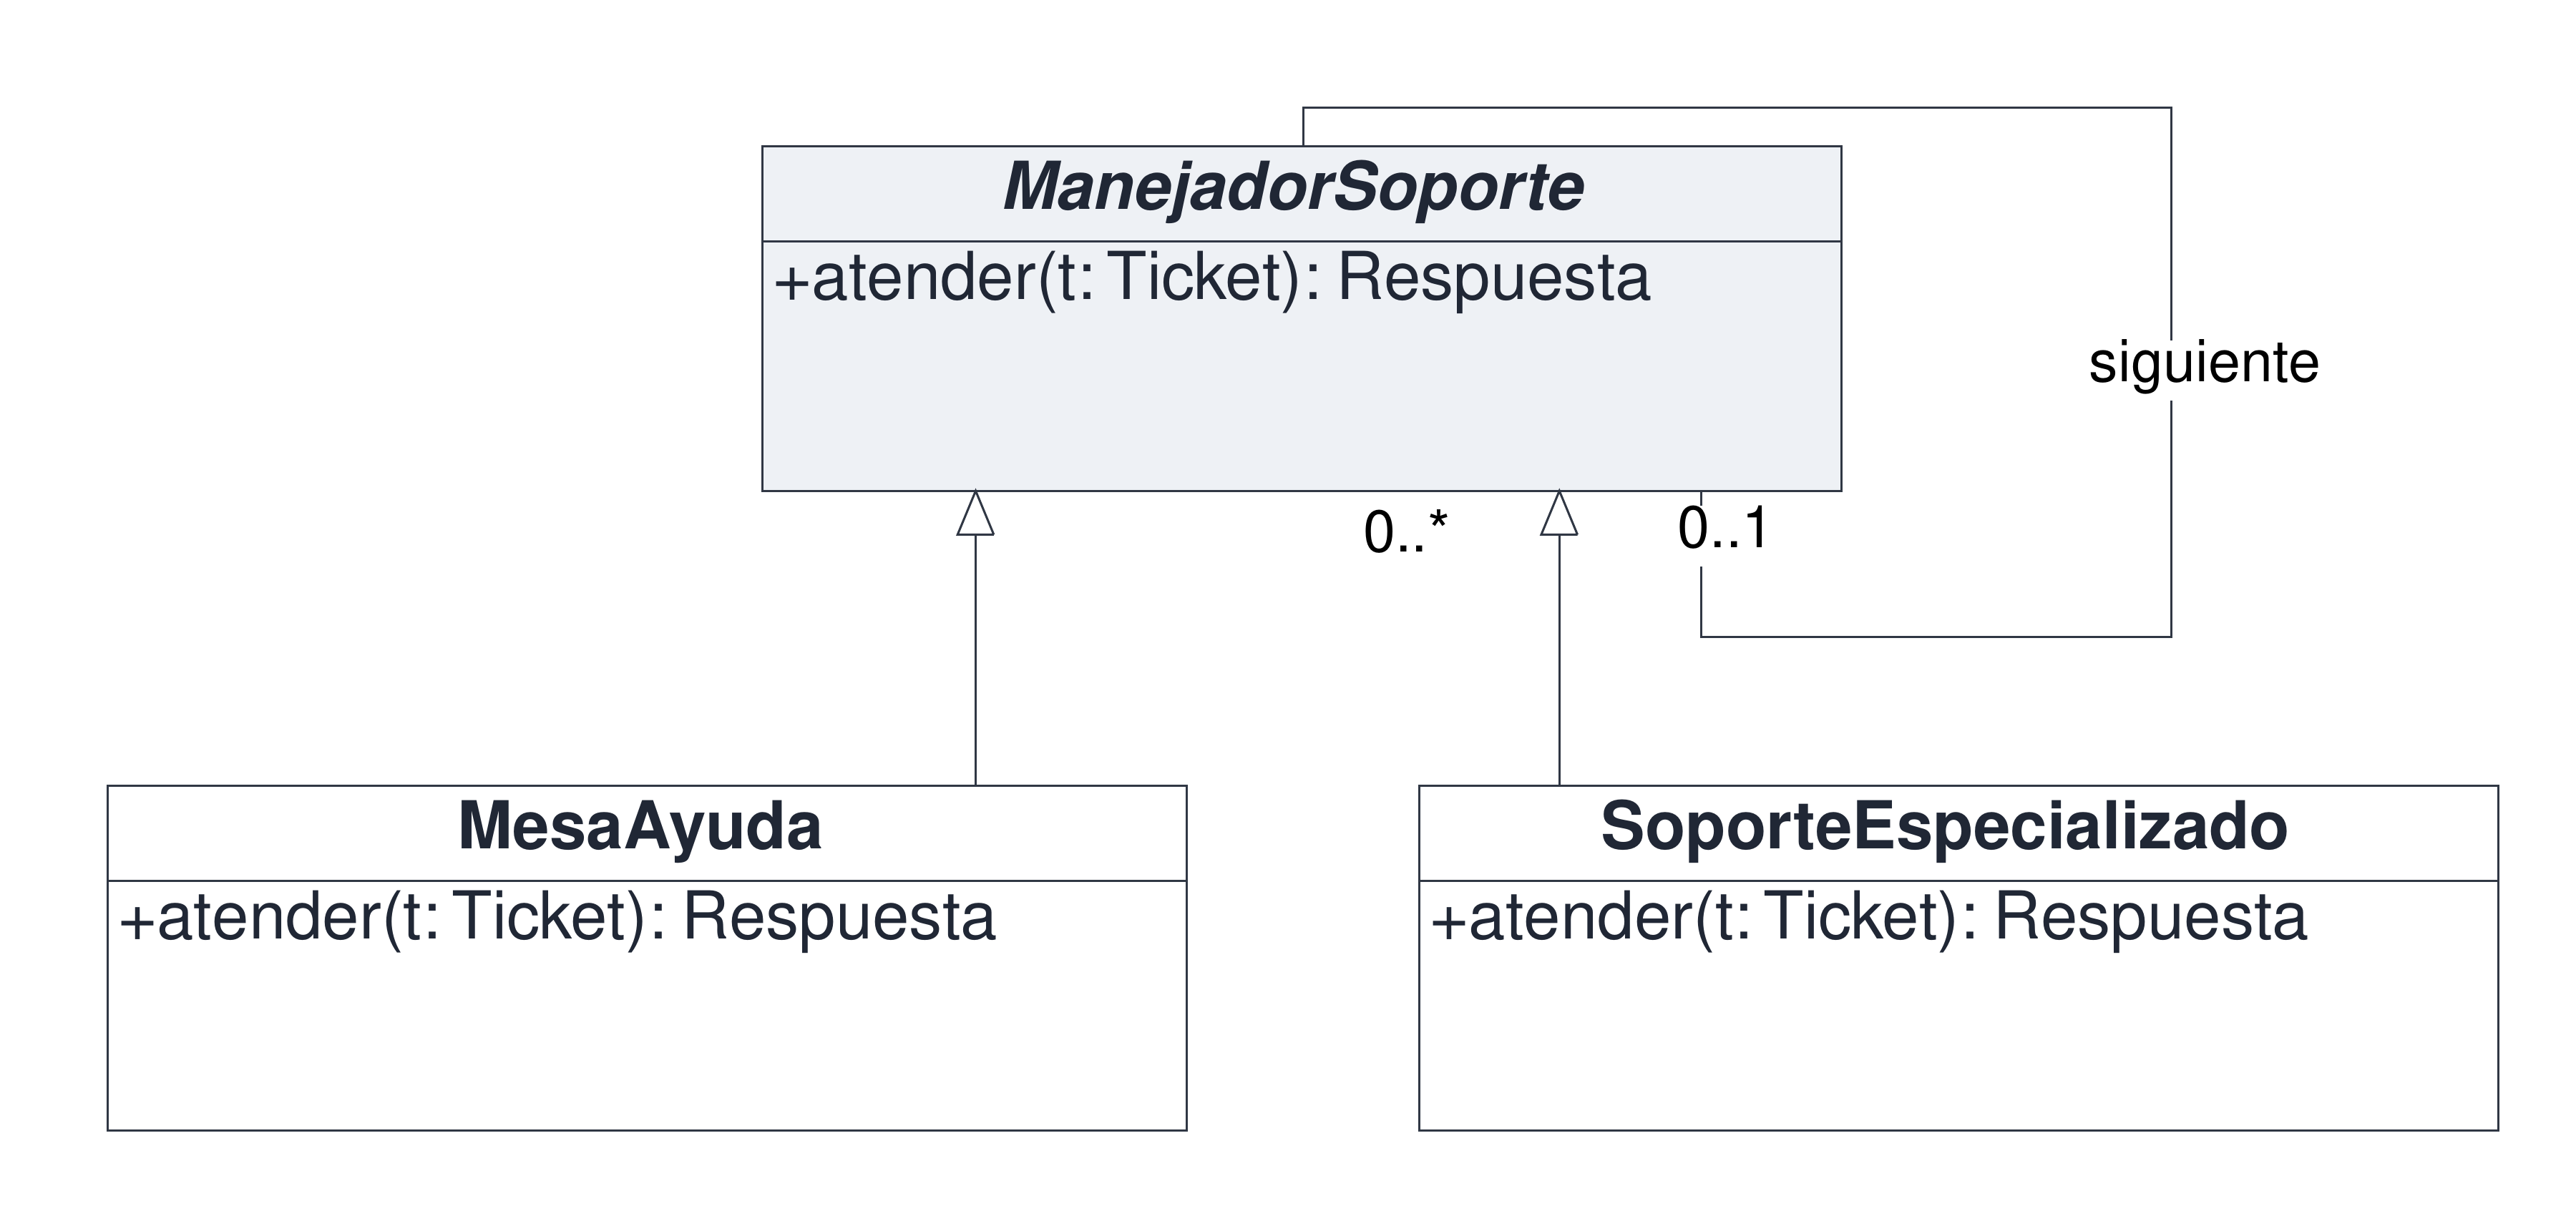 ManejadorSoporte
+atender(t: Ticket): Respuesta
siguiente
0..*
0..1
MesaAyuda
+atender(t: Ticket): Respuesta
SoporteEspecializado
+atender(t: Ticket): Respuesta